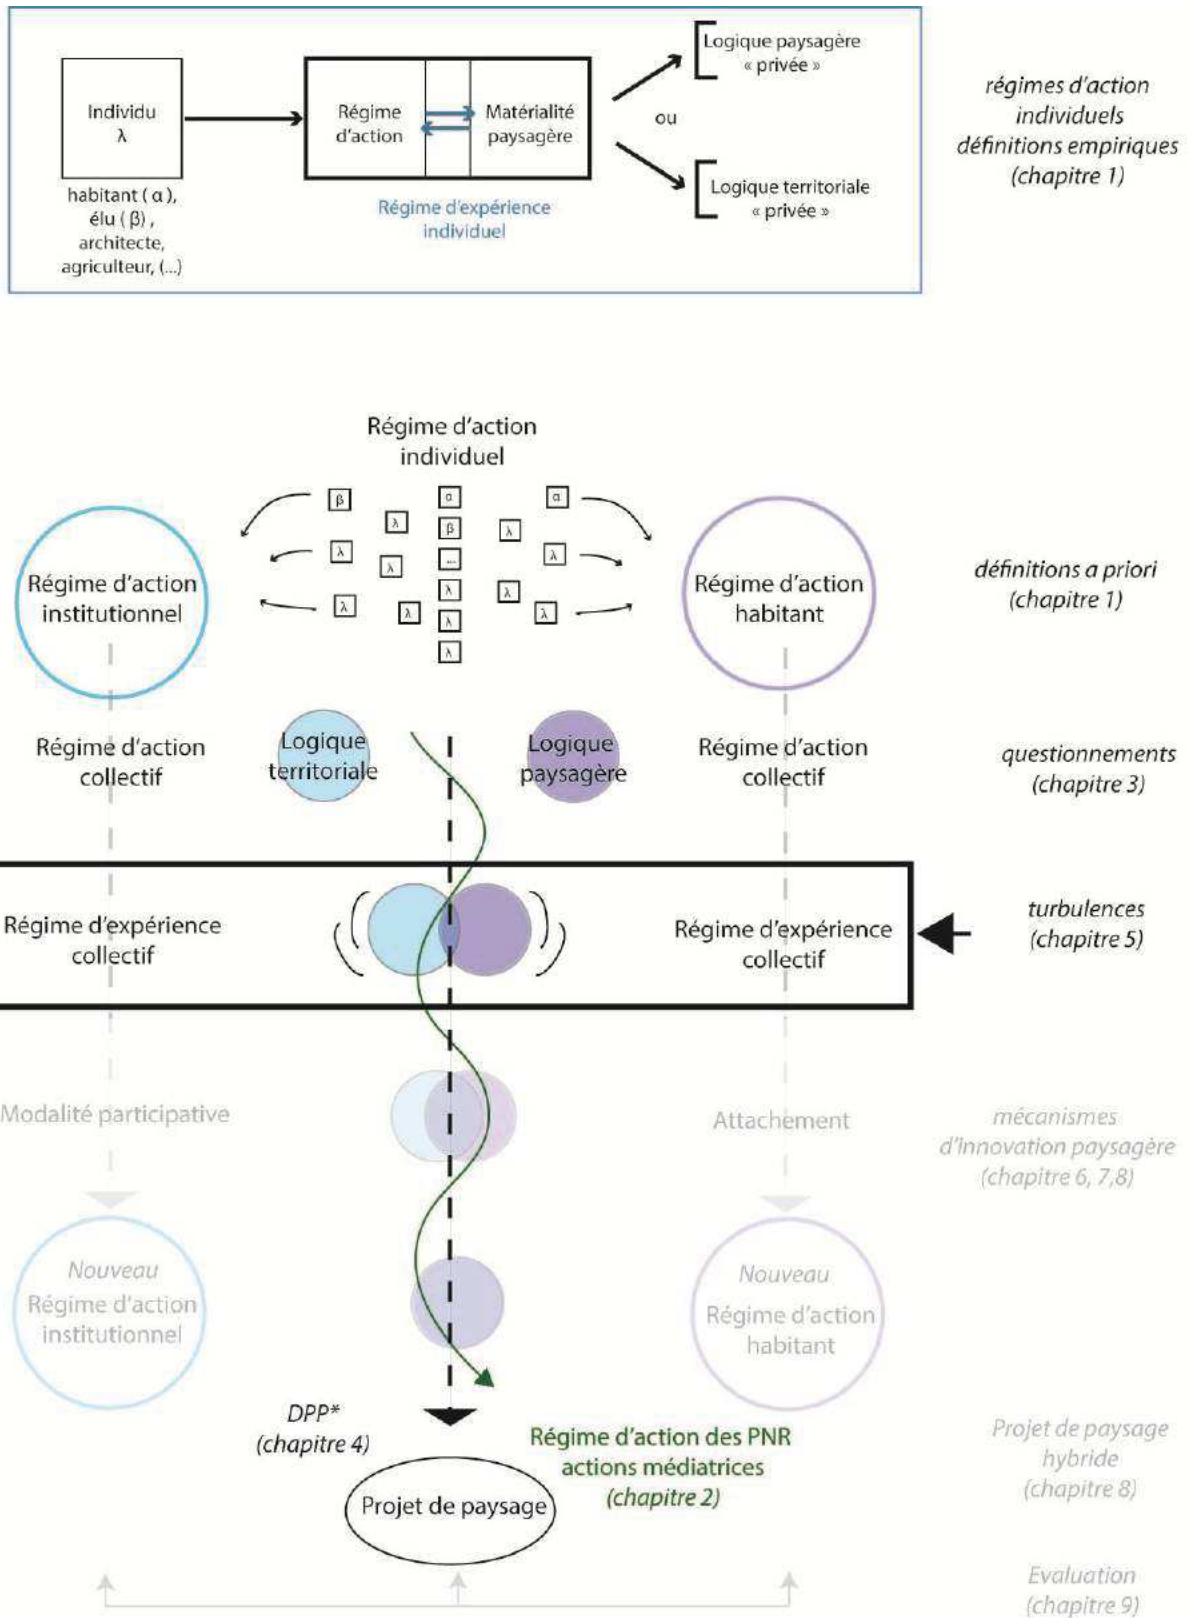 Individu
λ
habitant ( α ),
élu ( β) ,
architecte,
agriculteur, (...)
Régime
d'action
Matérialité
paysagère
Régime d'expérience
individuel
Logique paysagère
« privée »
ou
Logique territoriale
« privée »
régimes d'action
individuels
définitions empiriques
(chapitre 1)
Régime d'action
individuel
β
α
α
λ
β
λ
λ
...
λ
λ
λ
λ
λ
λ
λ
λ
λ
Régime d'action
institutionnel
Régime d'action
habitant
définitions a priori
(chapitre 1)
Régime d'action
collectif
Logique
territoriale
Logique
paysagère
Régime d'action
collectif
questionnements
(chapitre 3)
Régime d'expérience
collectif
Régime d'expérience
collectif
turbulences
(chapitre 5)
Modalité participative
Attachement
mécanismes
d'innovation paysagère
(chapitre 6, 7,8)
Nouveau
Régime d'action
institutionnel
Nouveau
Régime d'action
habitant
DPP*
(chapitre 4)
Régime d'action des PNR
actions médiatrices
(chapitre 2)
Projet de paysage
Projet de paysage
hybride
(chapitre 8)
Evaluation
(chapitre 9)